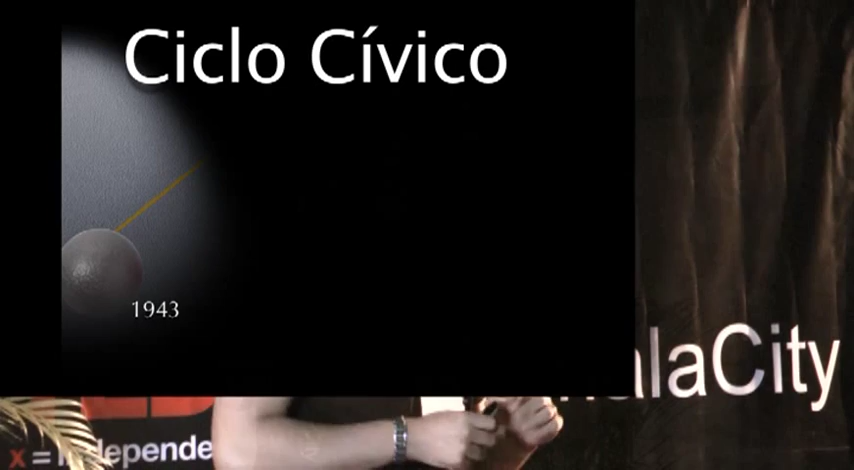 Ciclo Cívico
1943
alaCity
x = Independe